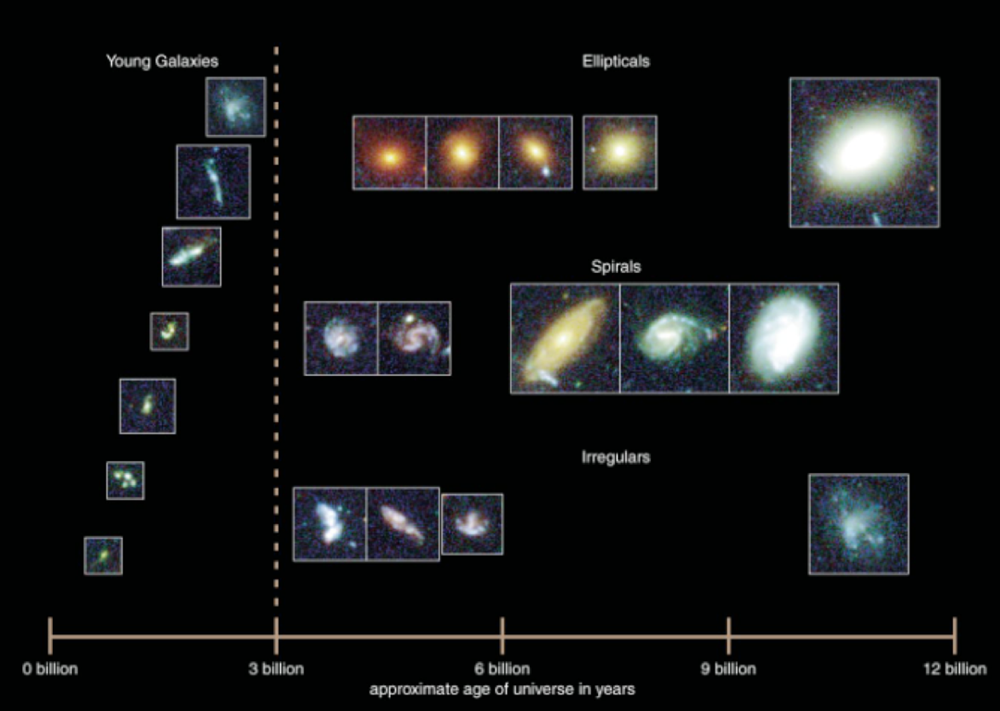 Young Galaxies
Ellipticals
Spirals
Irregulars
0 billion
3 billion
6 billion
9 billion
12 billion
approximate age of universe in years